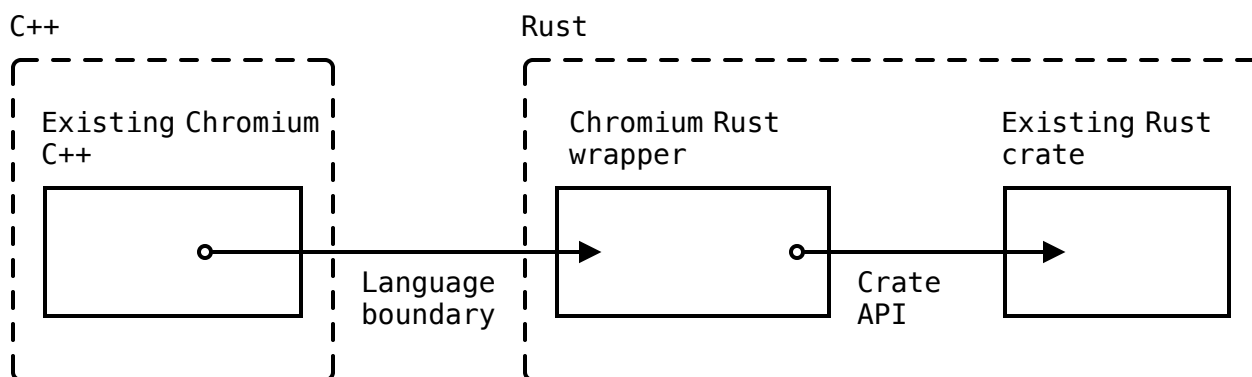 C++
Rust
Existing Chromium
C++
Chromium Rust
wrapper
Existing Rust
crate
Language
boundary
Crate
API